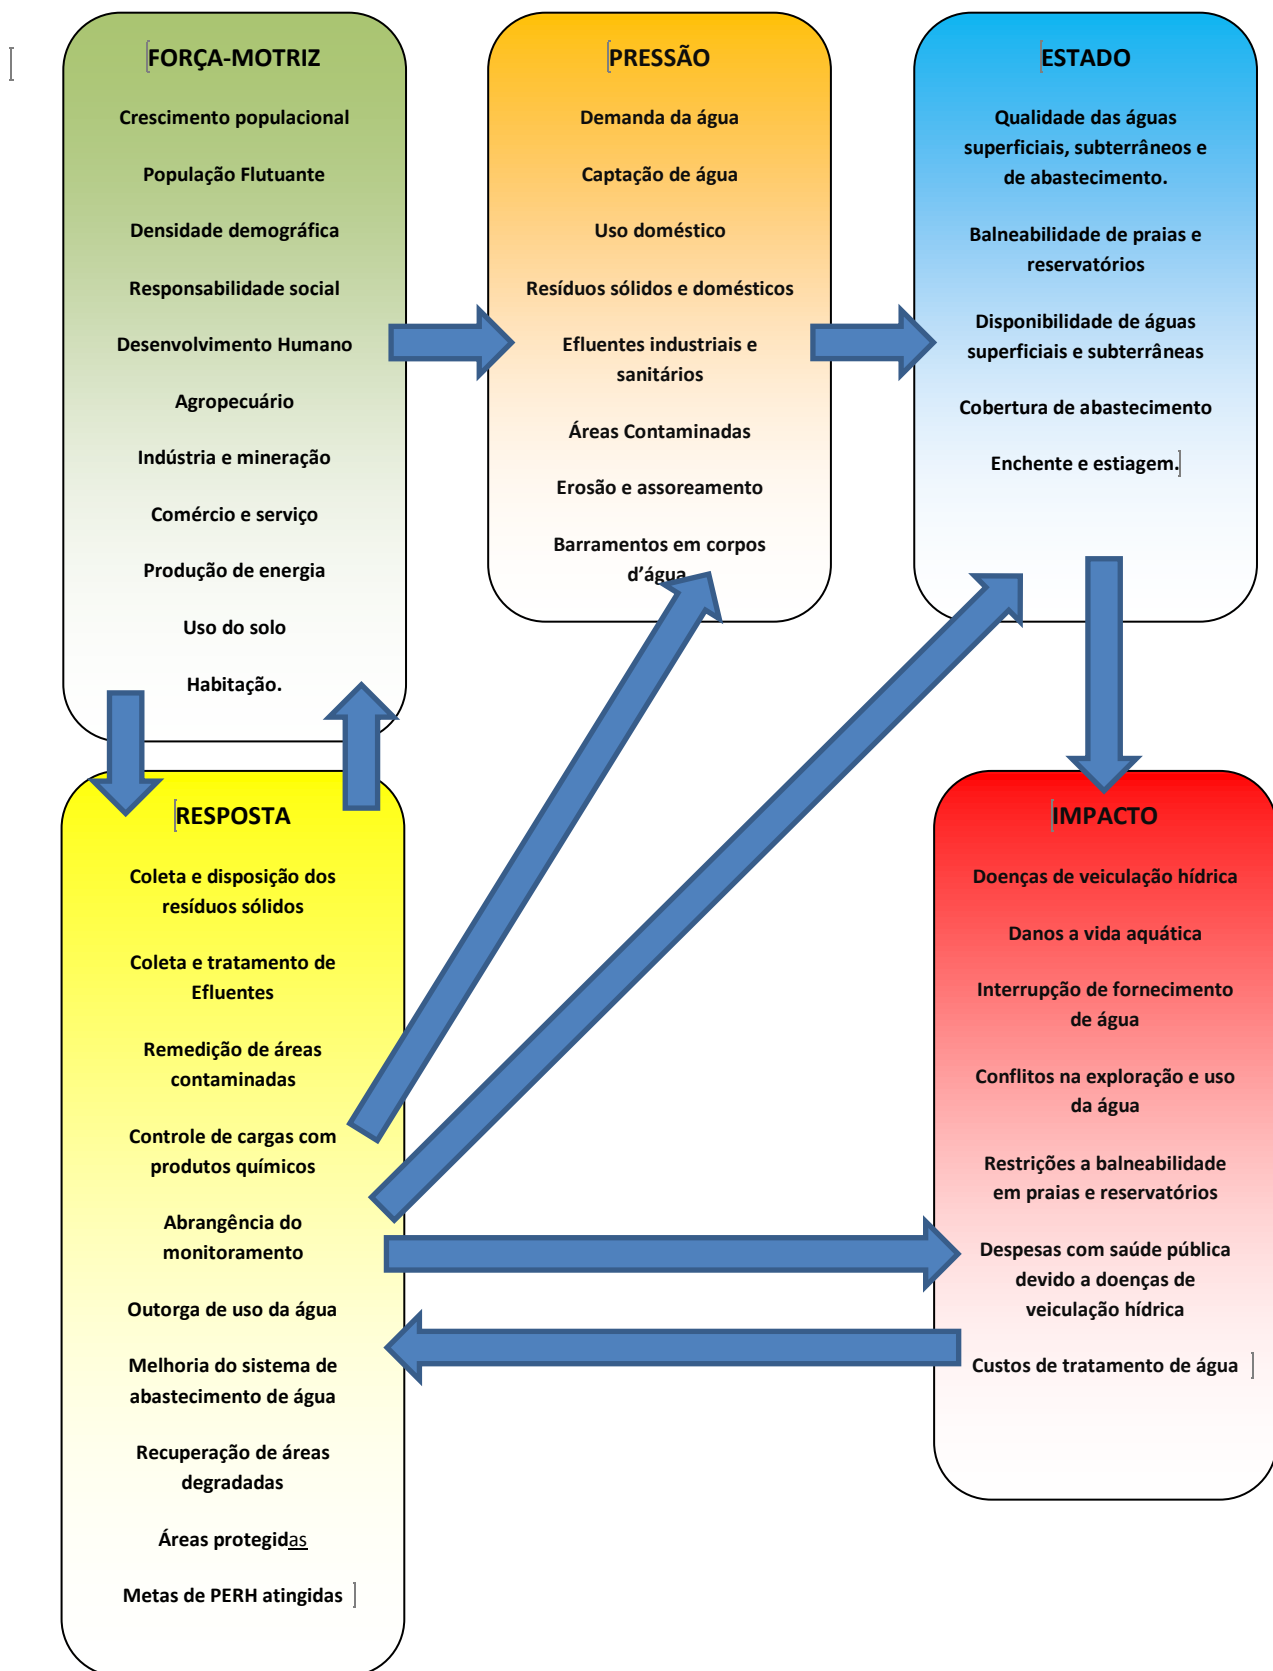 FORÇA-MOTRIZ
Crescimento populacional
População Flutuante
Densidade demográfica
Responsabilidade social
Desenvolvimento Humano
Agropecuário
Indústria e mineração
Comércio e serviço
Produção de energia
Uso do solo
Habitação.
PRESSÃO
Demanda da água
Captação de água
Uso doméstico
Resíduos sólidos e domésticos
Efluentes industriais e
sanitários
Áreas Contaminadas
Erosão e assoreamento
Barramentos em corpos
d’água
ESTADO
Qualidade das águas
superficiais, subterrâneos e
de abastecimento.
Balneabilidade de praias e
reservatórios
Disponibilidade de águas
superficiais e subterrâneas
Cobertura de abastecimento
Enchente e estiagem.
RESPOSTA
Coleta e disposição dos
resíduos sólidos
Coleta e tratamento de
Efluentes
Remedição de áreas
contaminadas
Controle de cargas com
produtos químicos
Abrangência do
monitoramento
Outorga de uso da água
Melhoria do sistema de
abastecimento de água
Recuperação de áreas
degradadas
Áreas protegidas
Metas de PERH atingidas
IMPACTO
Doenças de veiculação hídrica
Danos a vida aquática
Interrupção de fornecimento
de água
Conflitos na exploração e uso
da água
Restrições a balneabilidade
em praias e reservatórios
Despesas com saúde pública
devido a doenças de
veiculação hídrica
Custos de tratamento de água